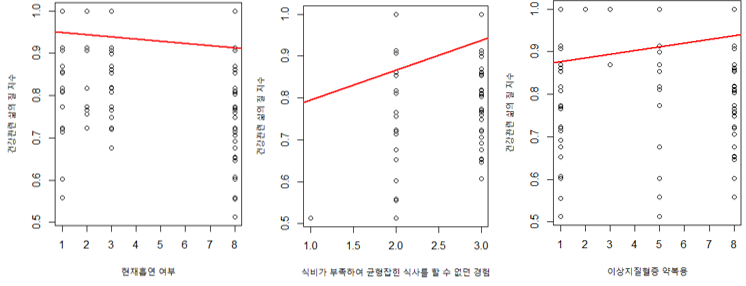 건강관련 삶의 질 지수
0.5 0.6 0.7 0.8 0.9 1.0
1 2 3 4 5 6 7 8
현재흡연 여부
건강관련 삶의 질 지수
0.5 0.6 0.7 0.8 0.9 1.0
1.0 1.5 2.0 2.5 3.0
식비가 부족하여 균형잡힌 식사를 할 수 없던 경험
건강관련 삶의 질 지수
0.5 0.6 0.7 0.8 0.9 1.0
1 2 3 4 5 6 7 8
이상지질혈증 약복용